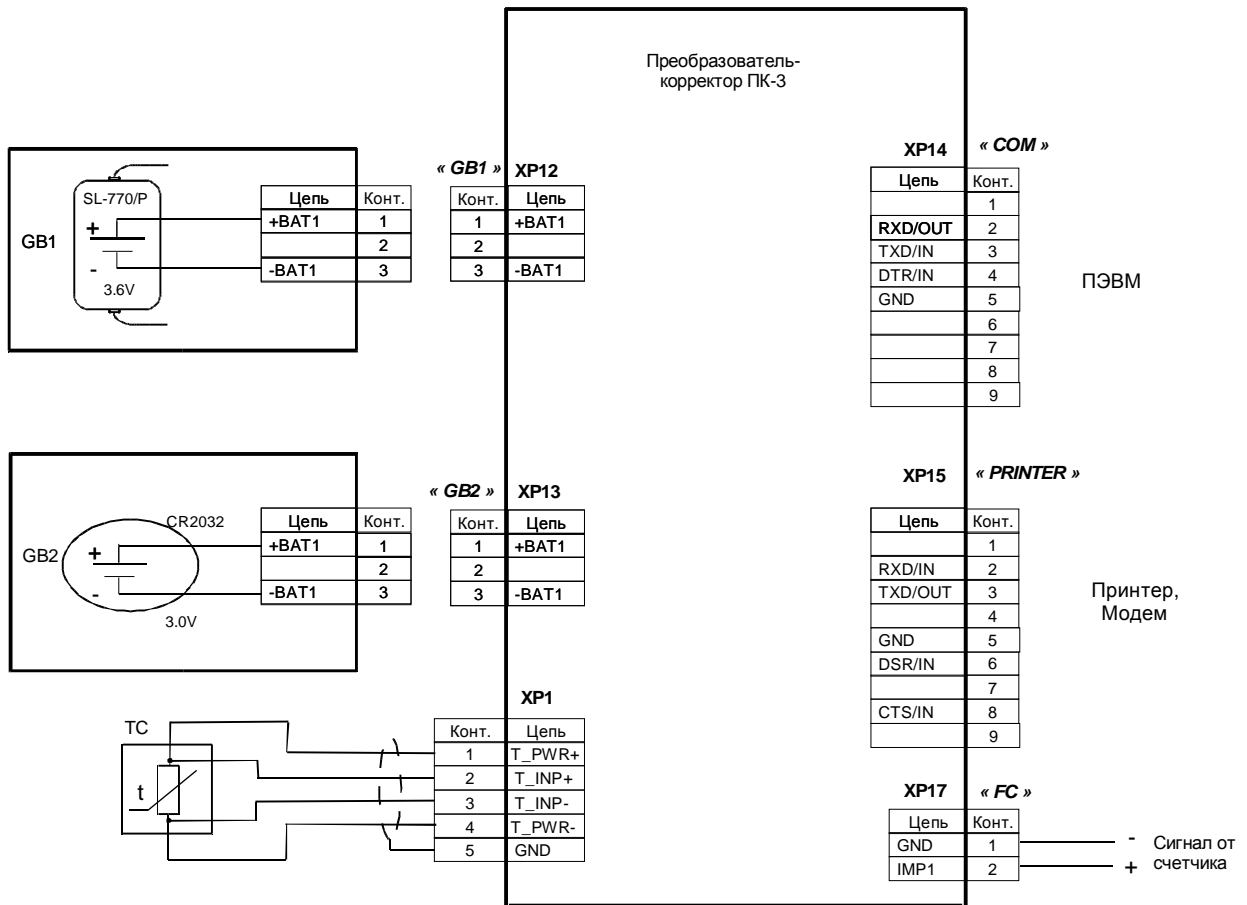 Преобразователь-
корректор ПК-3
GB1
SL-770/P
+
-
3.6V
Цепь Конт.
+BAT1 1
2
-BAT1 3
« GB1 » XP12
Конт. Цепь
1 +BAT1
2
3 -BAT1
XP14 « COM »
Цепь Конт.
1
RXD/OUT 2
TXD/IN 3
DTR/IN 4
GND 5
6
7
8
9
ПЭВМ
GB2
CR2032
+
-
3.0V
Цепь Конт.
+BAT1 1
2
-BAT1 3
« GB2 » XP13
Конт. Цепь
1 +BAT1
2
3 -BAT1
XP15 « PRINTER »
Цепь Конт.
1
RXD/IN 2
TXD/OUT 3
4
GND 5
DSR/IN 6
7
CTS/IN 8
9
Принтер,
Модем
ТС
t
XP1
Конт. Цепь
1 T_PWR+
2 T_INP+
3 T_INP-
4 T_PWR-
5 GND
XP17 « FC »
Цепь Конт.
GND 1
IMP1 2
- Сигнал от
+ счетчика